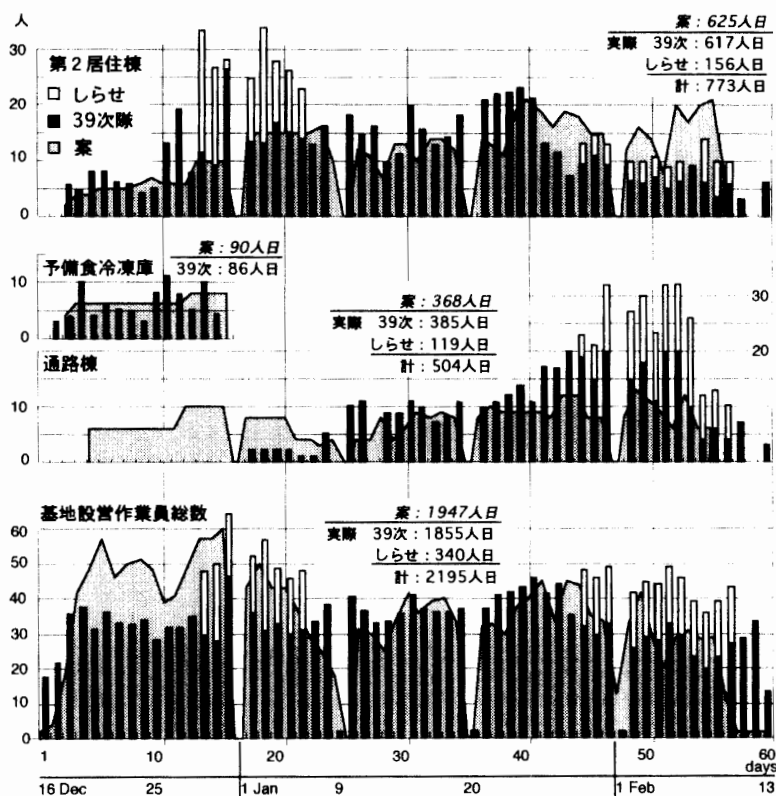 人
30
20
10
0
第2居住棟
しらせ
39次隊
案
案：625人日
実際 39次：617人日
しらせ：156人日
計：773人日
予備食冷凍庫
案：90人日
39次：86人日
10
0
通路棟
案：368人日
実際 39次：385人日
しらせ：119人日
計：504人日
30
20
10
0
基地設営作業員総数
案：1947人日
実際 39次：1855人日
しらせ：340人日
計：2195人日
60
50
40
30
20
10
0
1 10 20 30 40 50 60
days
16 Dec 25 1 Jan 9 20 1 Feb 13